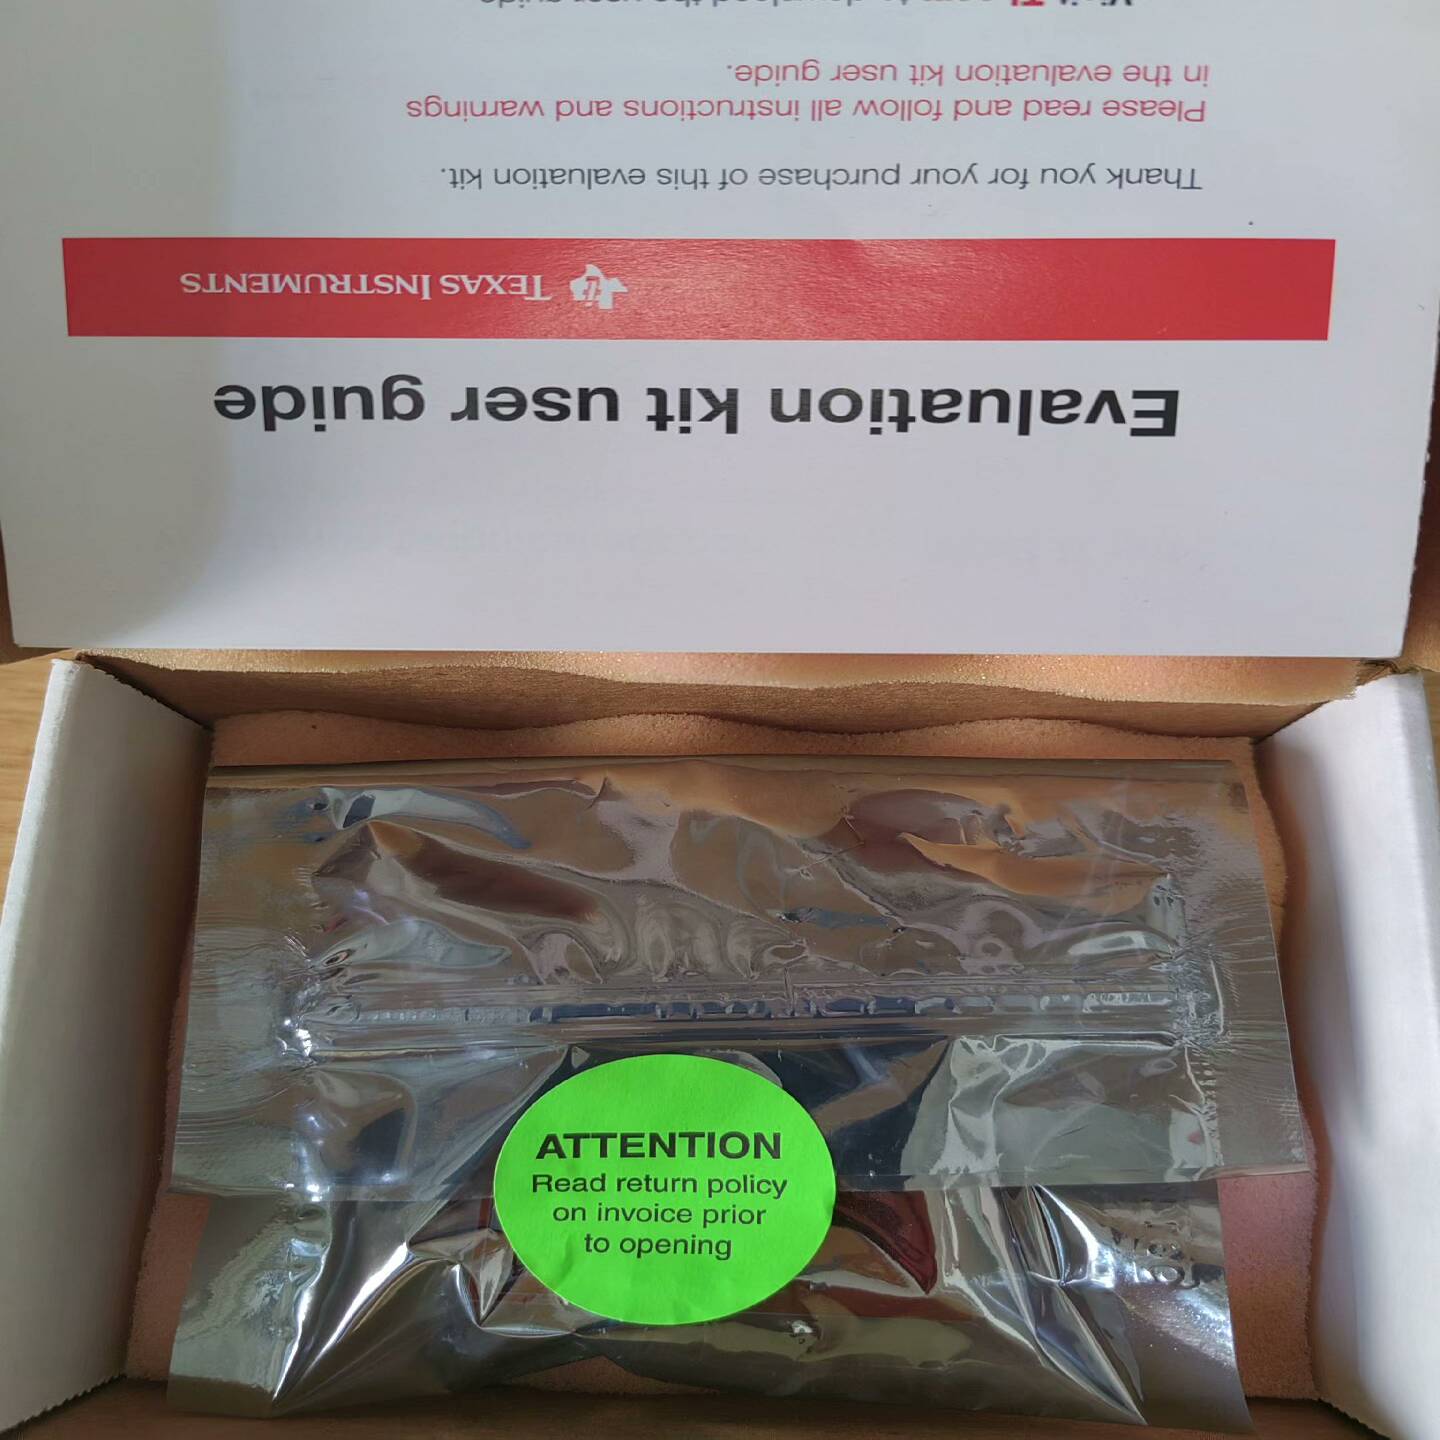 Evaluation kit user guide
TEXAS INSTRUMENTS
Thank you for your purchase of this evaluation kit.
Please read and follow all instructions and warnings
in the evaluation kit user guide.
ATTENTION
Read return policy
on invoice prior
to opening